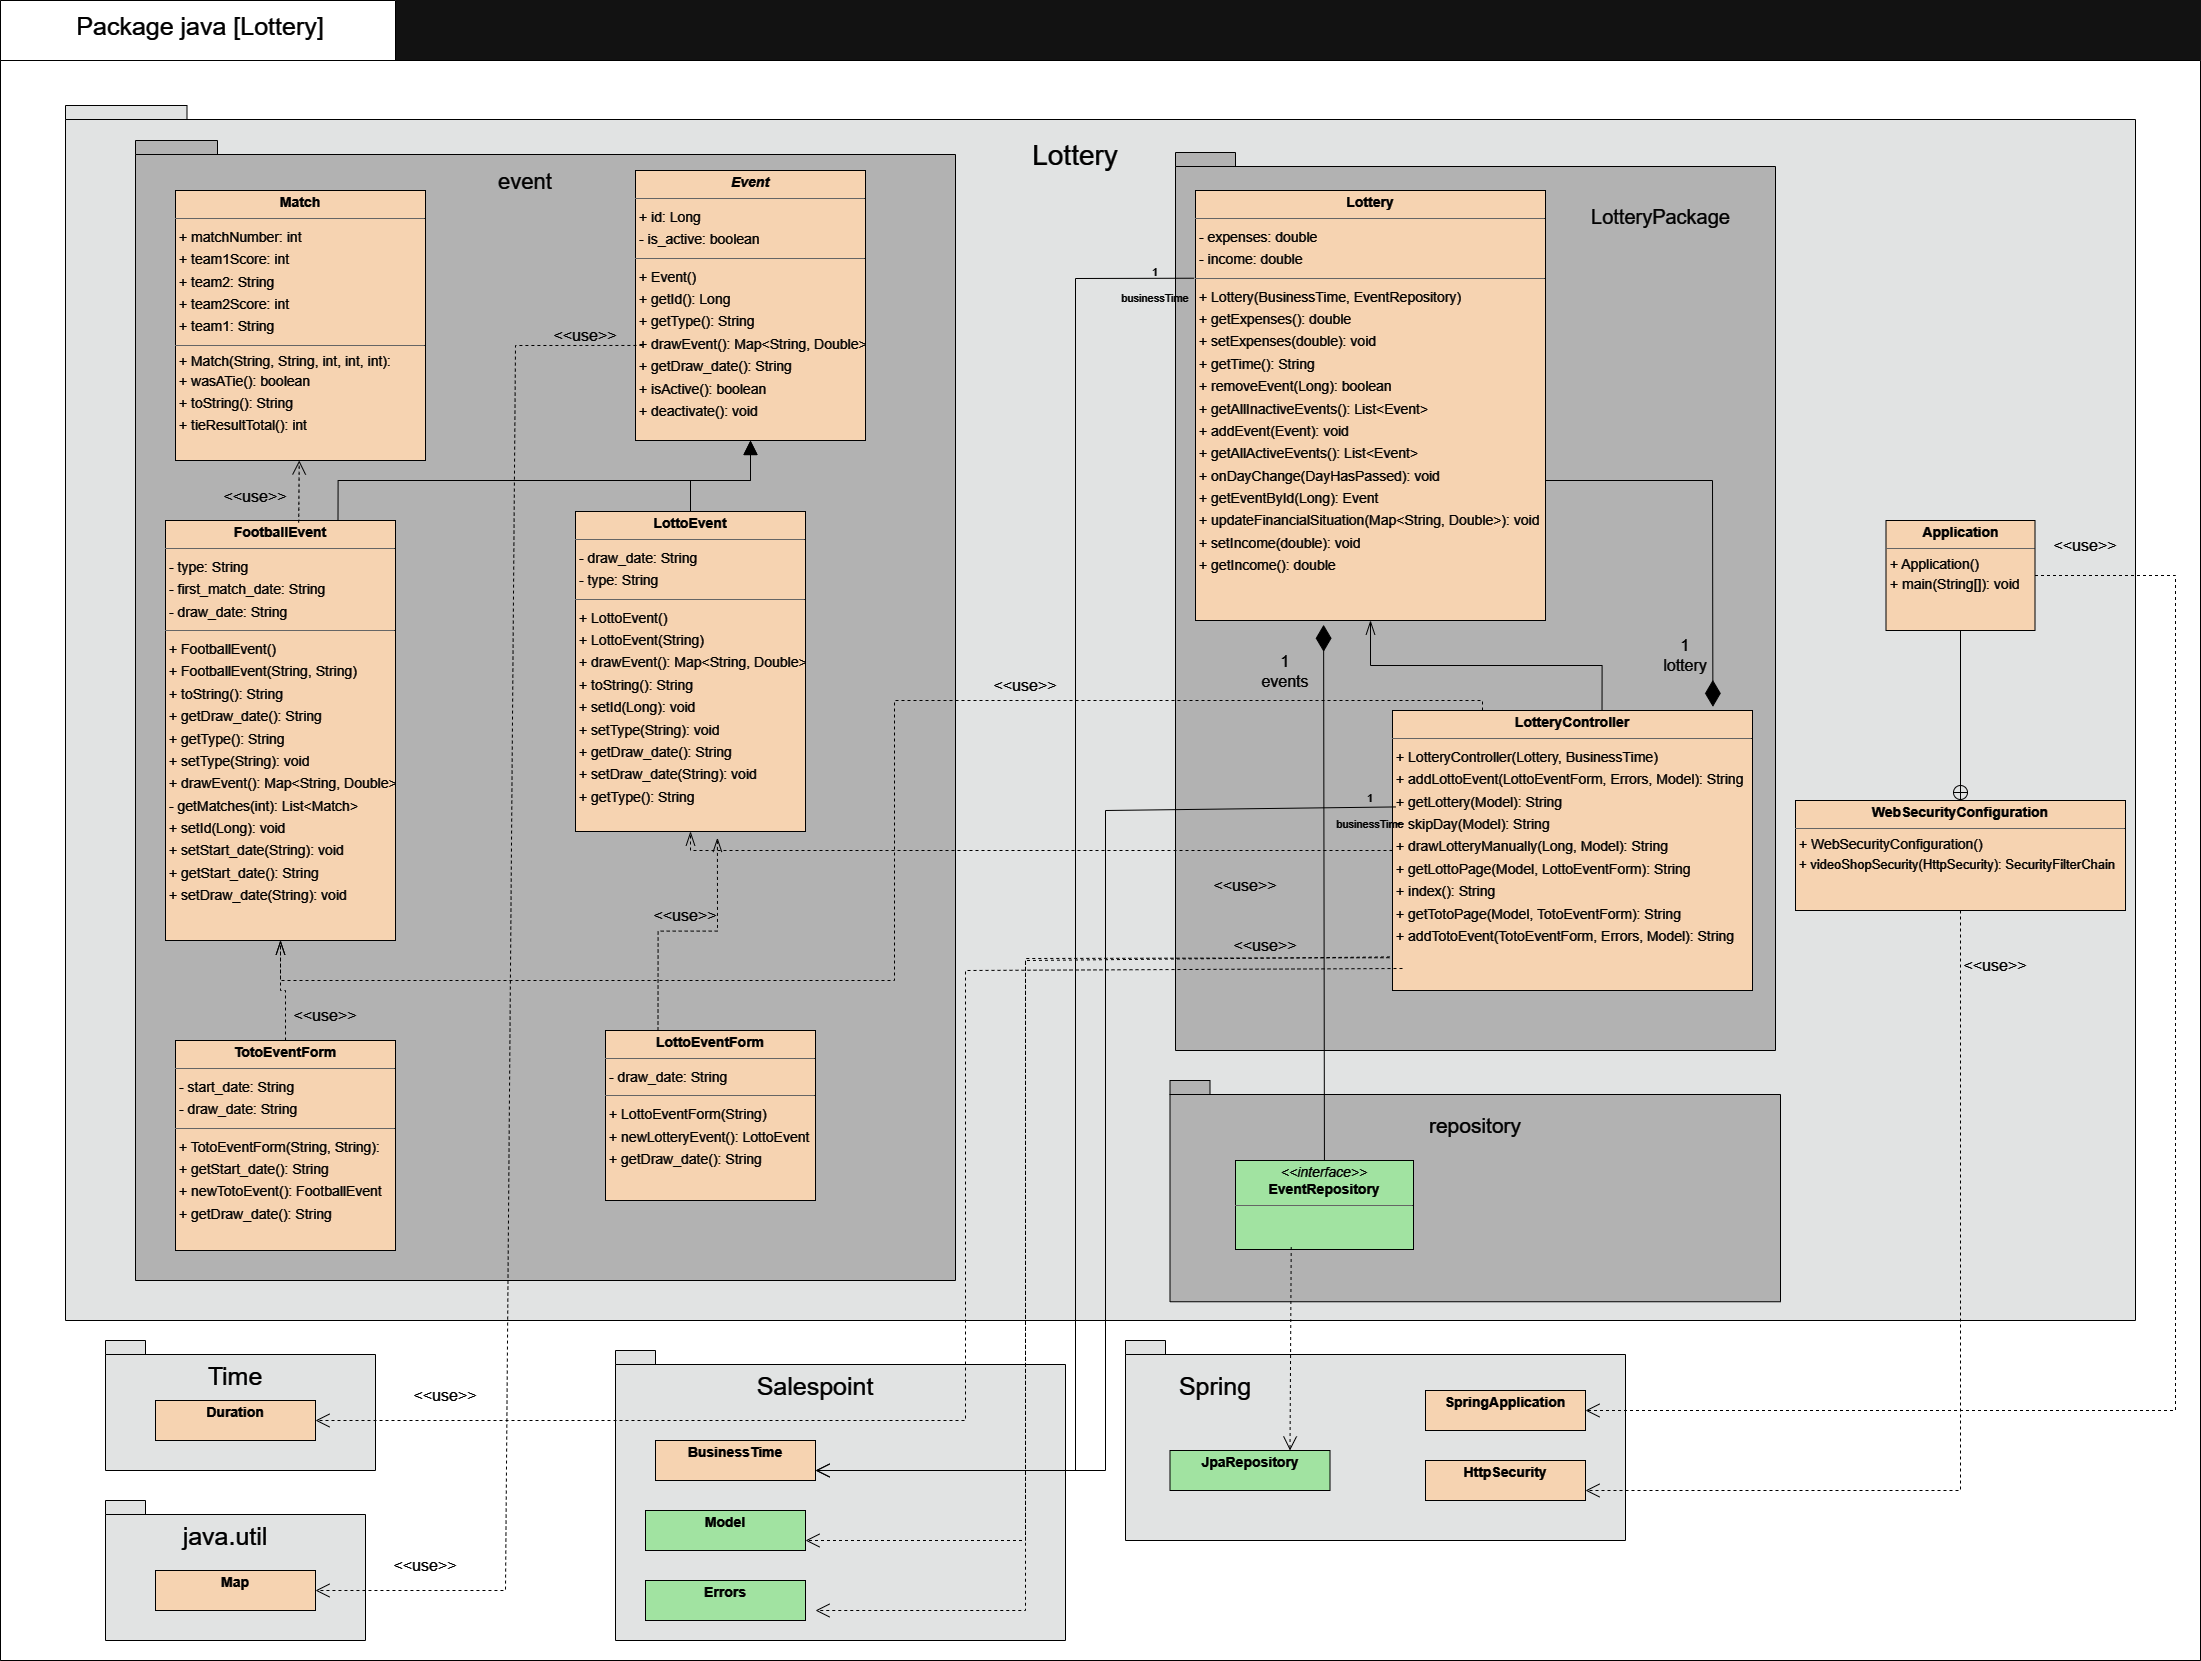 Package java [Lottery]
Lottery
event
Match
+ matchNumber: int
+ team1Score: int
+ team2: String
+ team2Score: int
+ team1: String
+ Match(String, String, int, int, int):
+ wasATie(): boolean
+ toString(): String
+ tieResultTotal(): int
Event
+ id: Long
- is_active: boolean
+ Event()
+ getId(): Long
+ getType(): String
+ drawEvent(): Map<String, Double>
+ getDraw_date(): String
+ isActive(): boolean
+ deactivate(): void
<<use>>
<<use>>
FootballEvent
- type: String
- first_match_date: String
- draw_date: String
+ FootballEvent()
+ FootballEvent(String, String)
+ toString(): String
+ getDraw_date(): String
+ getType(): String
+ setType(String): void
+ drawEvent(): Map<String, Double>
- getMatches(int): List<Match>
+ setId(Long): void
+ setStart_date(String): void
+ getStart_date(): String
+ setDraw_date(String): void
LottoEvent
- draw_date: String
- type: String
+ LottoEvent()
+ LottoEvent(String)
+ drawEvent(): Map<String, Double>
+ toString(): String
+ setId(Long): void
+ setType(String): void
+ getDraw_date(): String
+ setDraw_date(String): void
+ getType(): String
<<use>>
<<use>>
TotoEventForm
- start_date: String
- draw_date: String
+ TotoEventForm(String, String):
+ getStart_date(): String
+ newTotoEvent(): FootballEvent
+ getDraw_date(): String
LottoEventForm
- draw_date: String
+ LottoEventForm(String)
+ newLotteryEvent(): LottoEvent
+ getDraw_date(): String
LotteryPackage
Lottery
- expenses: double
- income: double
+ Lottery(BusinessTime, EventRepository)
+ getExpenses(): double
+ setExpenses(double): void
+ getTime(): String
+ removeEvent(Long): boolean
+ getAllInactiveEvents(): List<Event>
+ addEvent(Event): void
+ getAllActiveEvents(): List<Event>
+ onDayChange(DayHasPassed): void
+ getEventById(Long): Event
+ updateFinancialSituation(Map<String, Double>): void
+ setIncome(double): void
+ getIncome(): double
1
businessTime
1
events
1
lottery
<<use>>
LotteryController
+ LotteryController(Lottery, BusinessTime)
+ addLottoEvent(LottoEventForm, Errors, Model): String
+ getLottery(Model): String
+ skipDay(Model): String
+ drawLotteryManually(Long, Model): String
+ getLottoPage(Model, LottoEventForm): String
+ index(): String
+ getTotoPage(Model, TotoEventForm): String
+ addTotoEvent(TotoEventForm, Errors, Model): String
1
businessTime
<<use>>
<<use>>
Application
+ Application()
+ main(String[]): void
<<use>>
WebSecurityConfiguration
+ WebSecurityConfiguration()
+ videoShopSecurity(HttpSecurity): SecurityFilterChain
<<use>>
repository
<<interface>>
EventRepository
Time
Duration
<<use>>
java.util
Map
<<use>>
Salespoint
BusinessTime
Model
Errors
Spring
SpringApplication
JpaRepository
HttpSecurity